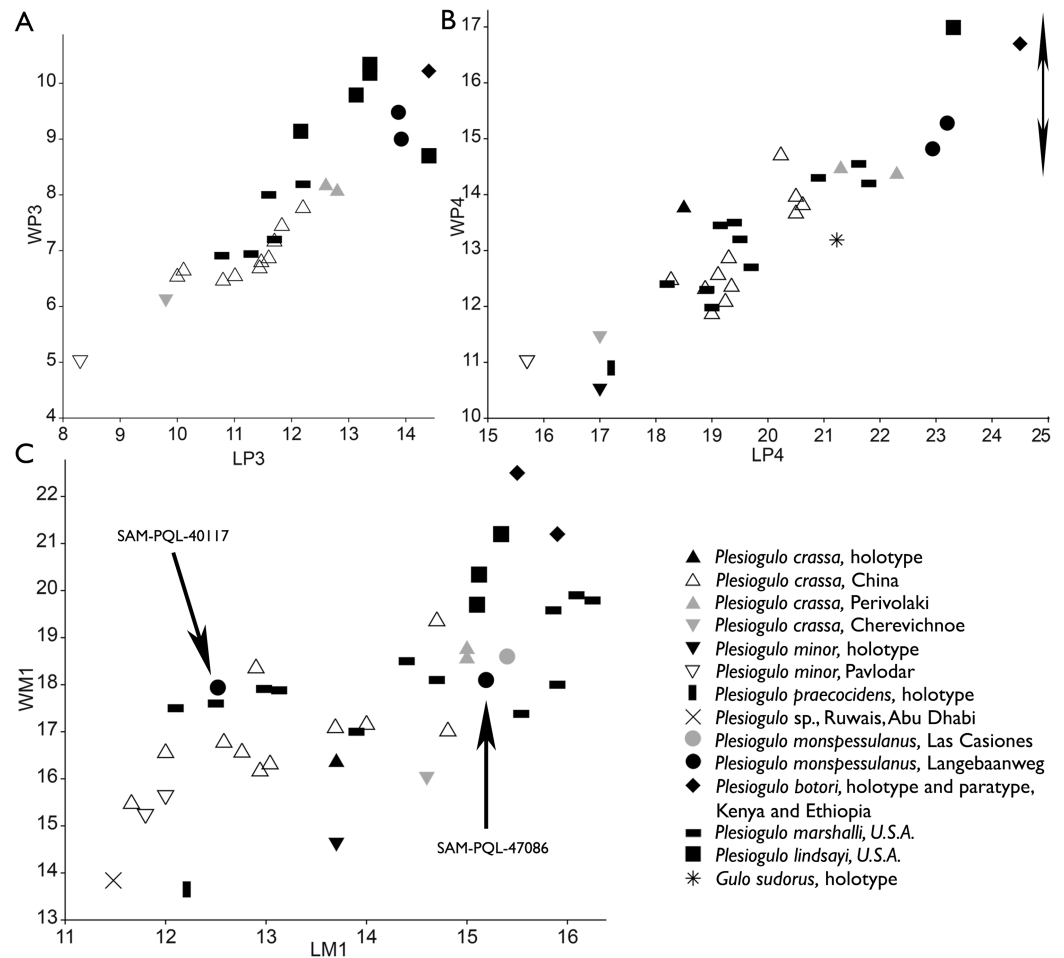 A
10
9
8
7
6
5
4
WP3
8 9 10 11 12 13 14
LP3
B
17
16
15
14
13
12
11
10
WP4
15 16 17 18 19 20 21 22 23 24 25
LP4
C
22
21
20
19
18
17
16
15
14
13
WM1
11 12 13 14 15 16
LM1
SAM-PQL-40117
SAM-PQL-47086
Plesiogulo crassa, holotype
Plesiogulo crassa, China
Plesiogulo crassa, Perivolaki
Plesiogulo crassa, Cherevichnoe
Plesiogulo minor, holotype
Plesiogulo minor, Pavlodar
Plesiogulo praecocidens, holotype
Plesiogulo sp., Ruwais, Abu Dhabi
Plesiogulo monspessulanus, Las Casiones
Plesiogulo monspessulanus, Langebaanweg
Plesiogulo botori, holotype and paratype,
Kenya and Ethiopia
Plesiogulo marshalli, U.S.A.
Plesiogulo lindsayi, U.S.A.
Gulo sudorus, holotype